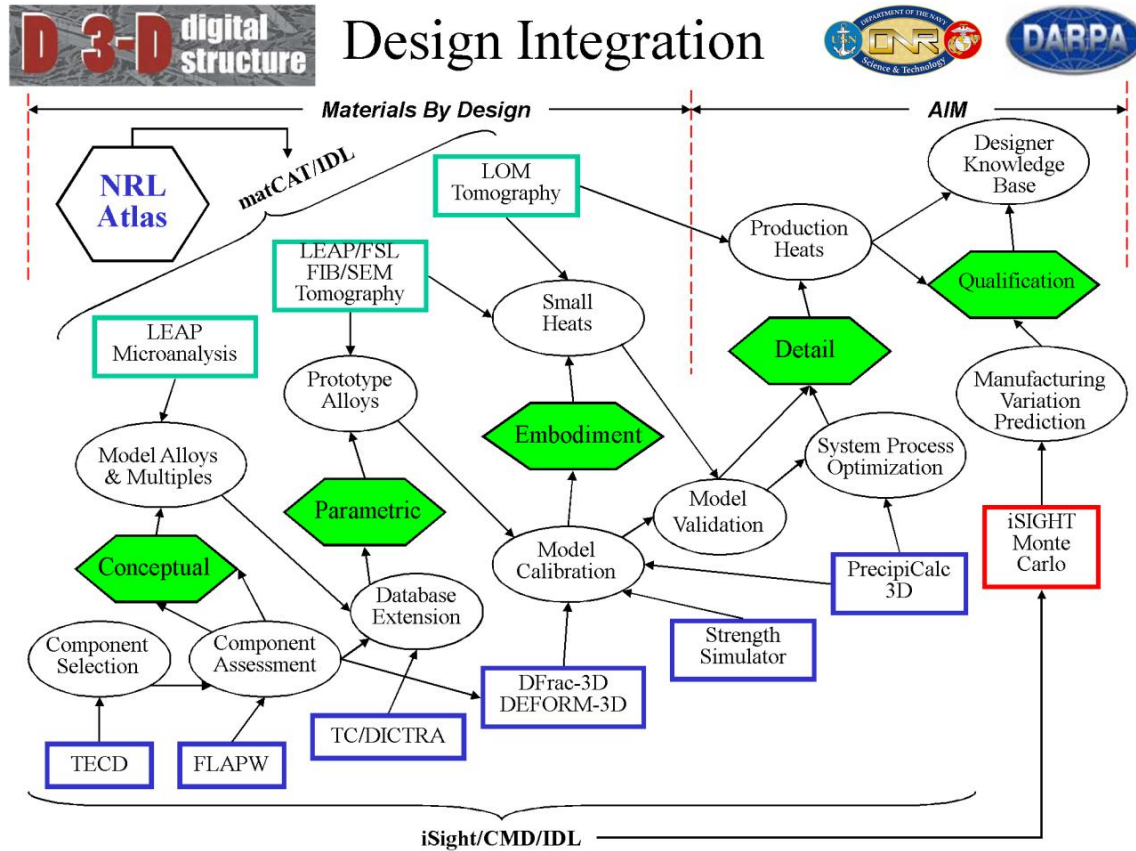 D 3-D digital
structure
Design Integration
DEPARTMENT OF THE NAVY
USN
CNR
Science & Technology
DARPA
Materials By Design
AIM
NRL
Atlas
matCAT/IDL
LOM
Tomography
Designer
Knowledge
Base
LEAP/FSL
FIB/SEM
Tomography
Production
Heats
Small
Heats
Qualification
LEAP
Microanalysis
Detail
Prototype
Alloys
Manufacturing
Variation
Prediction
Model Alloys
& Multiples
Embodiment
System Process
Optimization
Parametric
Model
Validation
Conceptual
Model
Calibration
iSIGHT
Monte
Carlo
PrecipiCalc
3D
Database
Extension
Component
Selection
Component
Assessment
Strength
Simulator
DFrac-3D
DEFORM-3D
TC/DICTRA
TECD
FLAPW
iSight/CMD/IDL